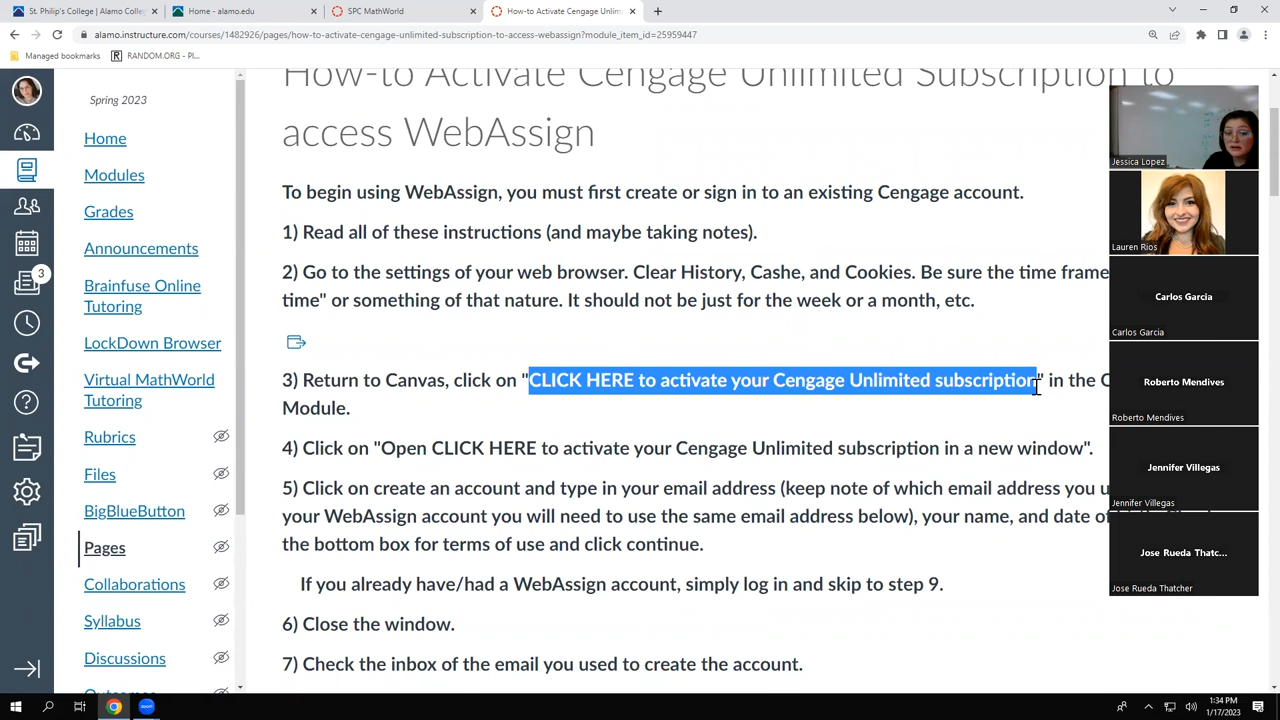 St. Philip's College | Alamo Colleg
Home - alamo.edu
SPC MathWorld
How-to Activate Cengage Unlim
alamo.instructure.com/courses/1482926/pages/how-to-activate-cengage-unlimited-subscription-to-access-webassign?module_item_id=25959447
Managed bookmarks
RANDOM.ORG - Pl...
Spring 2023
Home
Modules
Grades
Announcements
Brainfuse Online
Tutoring
LockDown Browser
Virtual MathWorld
Tutoring
Rubrics
Files
BigBlueButton
Pages
Collaborations
Syllabus
Discussions
Outcomes
3
How-to Activate Cengage Unlimited Subscription to
access WebAssign
To begin using WebAssign, you must first create or sign in to an existing Cengage account.
1) Read all of these instructions (and maybe taking notes).
2) Go to the settings of your web browser. Clear History, Cashe, and Cookies. Be sure the time frame
time" or something of that nature. It should not be just for the week or a month, etc.
3) Return to Canvas, click on "CLICK HERE to activate your Cengage Unlimited subscription" in the C
Module.
4) Click on "Open CLICK HERE to activate your Cengage Unlimited subscription in a new window".
5) Click on create an account and type in your email address (keep note of which email address you u
your WebAssign account you will need to use the same email address below), your name, and date of
the bottom box for terms of use and click continue.
If you already have/had a WebAssign account, simply log in and skip to step 9.
6) Close the window.
7) Check the inbox of the email you used to create the account.
Jessica Lopez
Lauren Rios
Carlos Garcia
Carlos Garcia
Roberto Mendives
Roberto Mendives
Jennifer Villegas
Jennifer Villegas
Jose Rueda Thatc...
Jose Rueda Thatcher
1:34 PM
1/17/2023